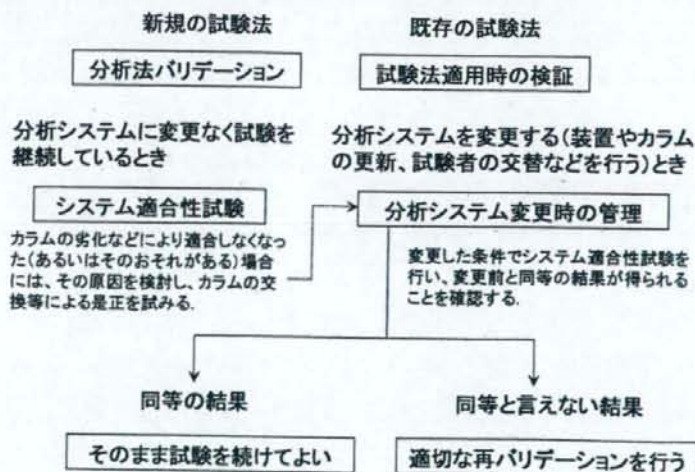 新規の試験法
既存の試験法
分析法バリデーション
試験法適用時の検証
分析システムに変更なく試験を
継続しているとき
分析システムを変更する(装置やカラム
の更新、試験者の交替などを行う)とき
システム適合性試験
分析システム変更時の管理
カラムの劣化などにより適合しなくなっ
た(あるいはそのおそれがある)場合
には、その原因を検討し、カラムの交
換等による是正を試みる.
変更した条件でシステム適合性試験を
行い、変更前と同等の結果が得られる
ことを確認する.
同等の結果
同等と言えない結果
そのまま試験を続けてよい
適切な再バリデーションを行う